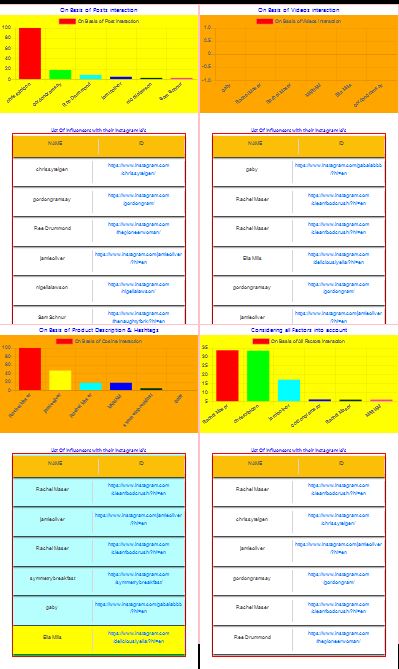 On Basis of Posts interaction
On Basis of Post Interaction
100
80
60
40
20
0
chrissyteigen
gordongramsay
Ree Drummond
jamieoliver
Sam Schnur
List Of Influencers with their Instagram ids
NAME ID
chrissyteigen https://www.instagram.com
/chrissyteigen/
gordongramsay https://www.instagram.com
/gordongram/
Ree Drummond https://www.instagram.com
/thepioneerwoman/
jamieoliver https://www.instagram.com/jamieoliver
/?hl=en
nigellalawson https://www.instagram.com
/nigellalawson/
Sam Schnur https://www.instagram.com
/thenaughtyfork/?hl=en
On Basis of Videos interaction
On Basis of Videos Interaction
1.0
0.5
0
-0.5
-1.0
gaby
Rachel Maser
Rachel Maser
Ella Mills
gordongramsay
List Of Influencers with their Instagram ids
NAME ID
gaby https://www.instagram.com/gabalabbb
/?hl=en
Rachel Maser https://www.instagram.com
/cleanfoodcrush/?hl=en
Rachel Maser https://www.instagram.com
/cleanfoodcrush/?hl=en
Ella Mills https://www.instagram.com
/deliciouslyella/?hl=en
gordongramsay https://www.instagram.com
/gordongram/
jamieoliver https://www.instagram.com/jamieoliver
/?hl=en
On Basis of Product Description & Hashtags
On Basis of Cosine Interaction
100
80
60
40
20
0
Rachel Maser
jamieoliver
Rachel Maser
symmetrybreakfast
gaby
List Of Influencers with their Instagram ids
NAME ID
Rachel Maser https://www.instagram.com
/cleanfoodcrush/?hl=en
jamieoliver https://www.instagram.com/jamieoliver
/?hl=en
Rachel Maser https://www.instagram.com
/cleanfoodcrush/?hl=en
symmetrybreakfast https://www.instagram.com
/symmetrybreakfast/
gaby https://www.instagram.com/gabalabbb
/?hl=en
Ella Mills https://www.instagram.com
/deliciouslyella/?hl=en
Considering all Factors into account
On Basis of All Factors Interaction
35
30
25
20
15
10
5
Rachel Maser
chrissyteigen
jamieoliver
gordongramsay
Rachel Maser
List Of Influencers with their Instagram ids
NAME ID
Rachel Maser https://www.instagram.com
/cleanfoodcrush/?hl=en
chrissyteigen https://www.instagram.com
/chrissyteigen/
jamieoliver https://www.instagram.com/jamieoliver
/?hl=en
gordongramsay https://www.instagram.com
/gordongram/
Rachel Maser https://www.instagram.com
/cleanfoodcrush/?hl=en
Ree Drummond https://www.instagram.com
/thepioneerwoman/